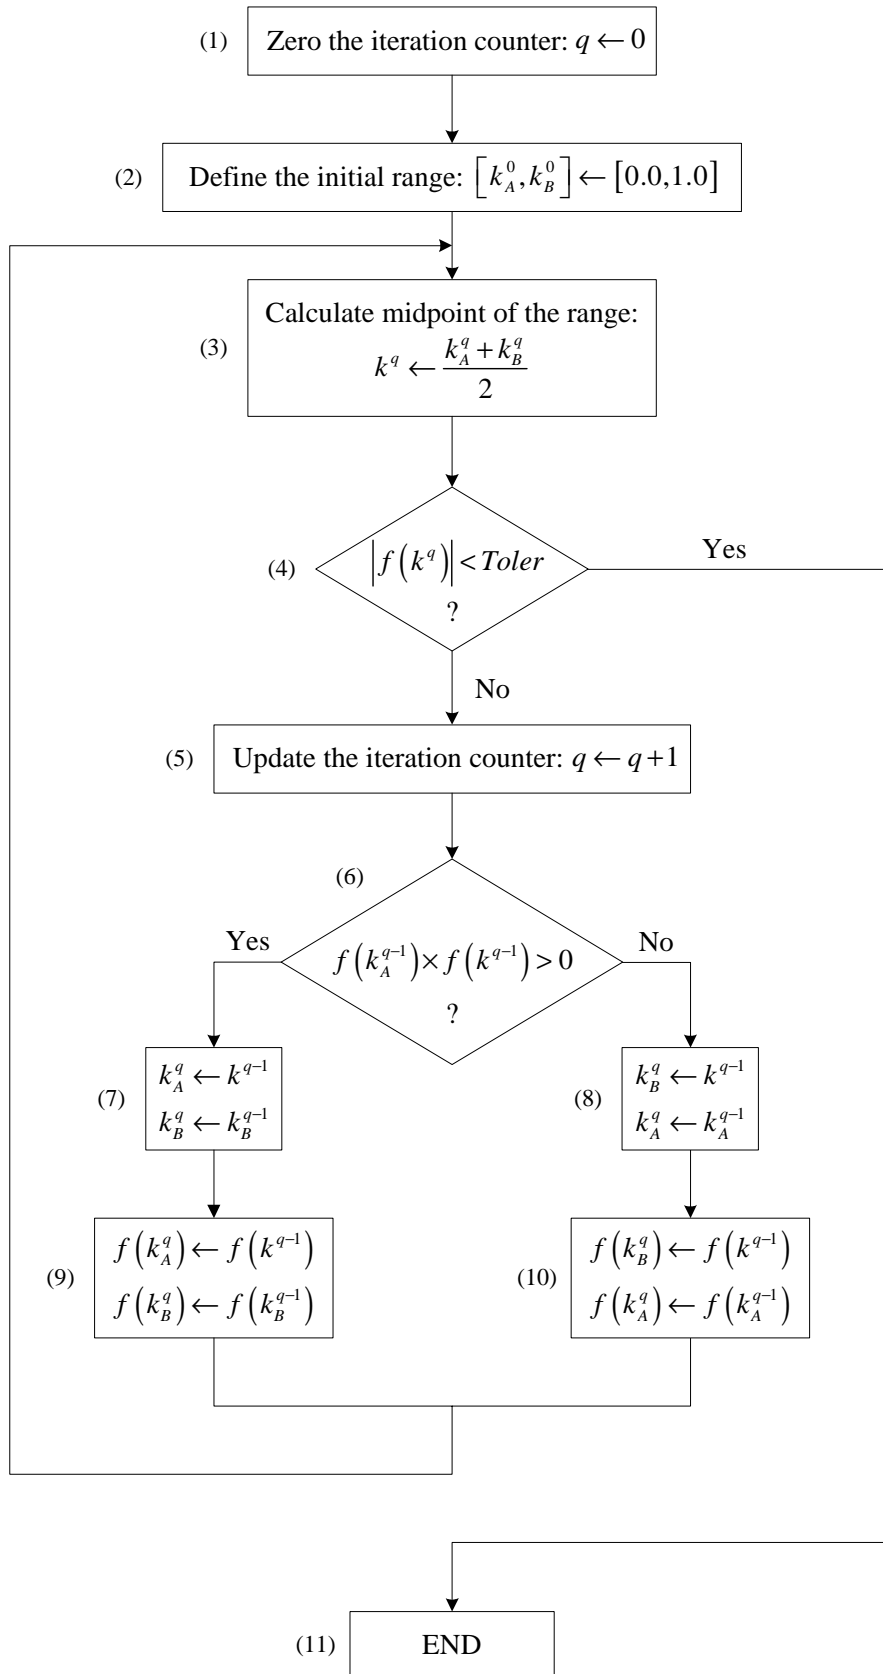 (1) Zero the iteration counter: q ← 0
(2) Define the initial range: [k_A^0, k_B^0] ← [0.0,1.0]
Calculate midpoint of the range:
(3) k^q ← (k_A^q + k_B^q) / 2
(4) |f(k^q)| < Toler
?
Yes
No
(5) Update the iteration counter: q ← q+1
(6)
Yes
f(k_A^{q-1}) × f(k^{q-1}) > 0
?
No
(7) k_A^q ← k^{q-1}
k_B^q ← k_B^{q-1}
(8) k_B^q ← k^{q-1}
k_A^q ← k_A^{q-1}
(9) f(k_A^q) ← f(k^{q-1})
f(k_B^q) ← f(k_B^{q-1})
(10) f(k_B^q) ← f(k^{q-1})
f(k_A^q) ← f(k_A^{q-1})
(11) END